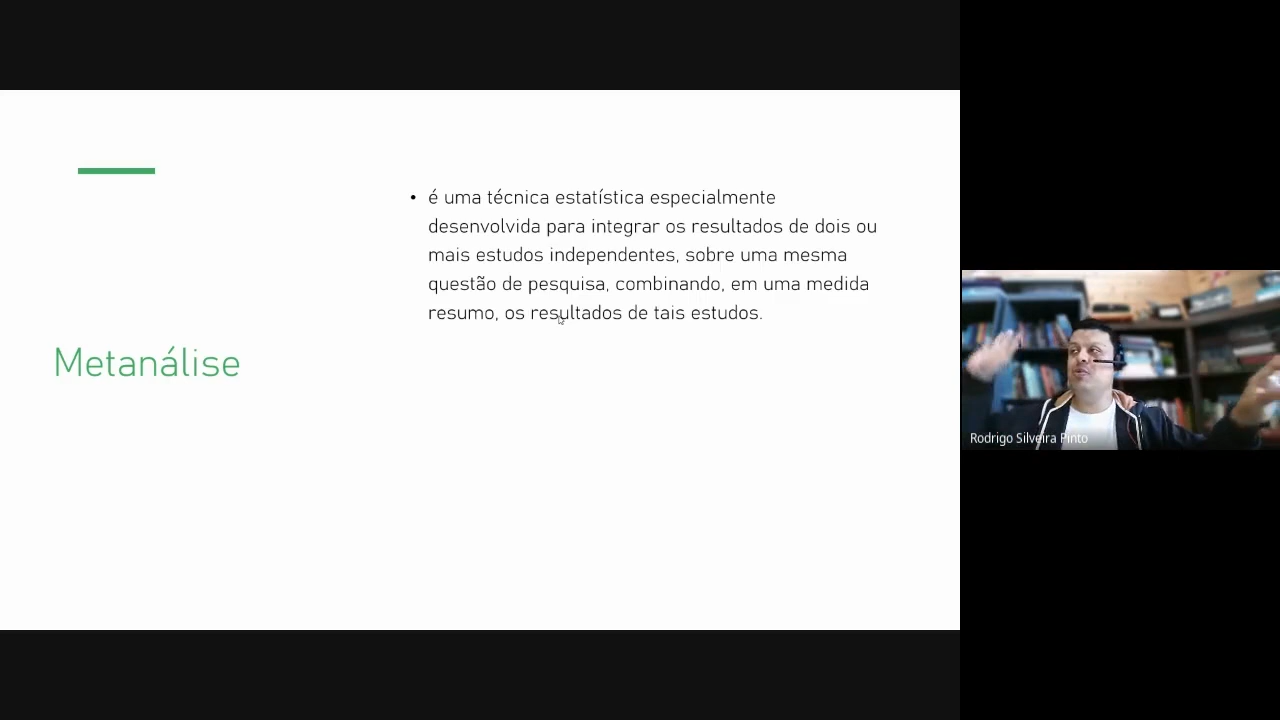 Metanálise
• é uma técnica estatística especialmente
desenvolvida para integrar os resultados de dois ou
mais estudos independentes, sobre uma mesma
questão de pesquisa, combinando, em uma medida
resumo, os resultados de tais estudos.
Rodrigo Silveira Pinto